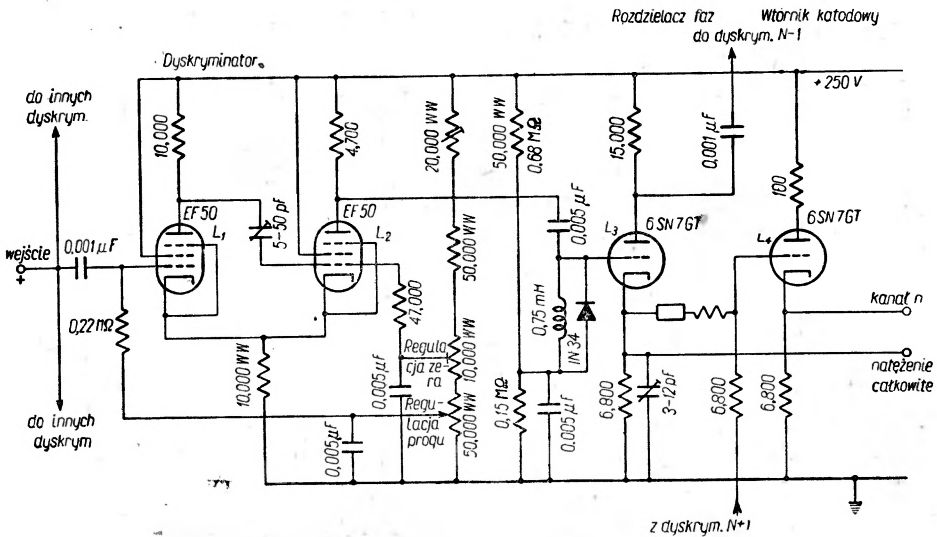 Rozdzielacz faz
Wtórnik katodowy
do dyskrym. N-1
Dyskryminator
+250 V
do innych
dyskrym.
10,000
4,700
20,000 WW
50,000 WW
0,68 MΩ
15,000
0,001 µF
100
EF50
L1
5-50 pF
EF50
L2
0,005 µF
L3
6SN7GT
6SN7GT
L4
wejście
+
0,001 µF
50,000 WW
47,000
0,75 mH
IN34
kanał n
0,22 MΩ
10,000 WW
0,005 µF
Regula
cja ze-
ra
10,000 WW
natężenie
całkowite
do innych
dyskrym
0,005 µF
Regu-
lacja
progu
50,000 WW
0,15 MΩ
0,005 µF
6,800
3-12 pF
6,800
6,800
z dyskrym. N+1